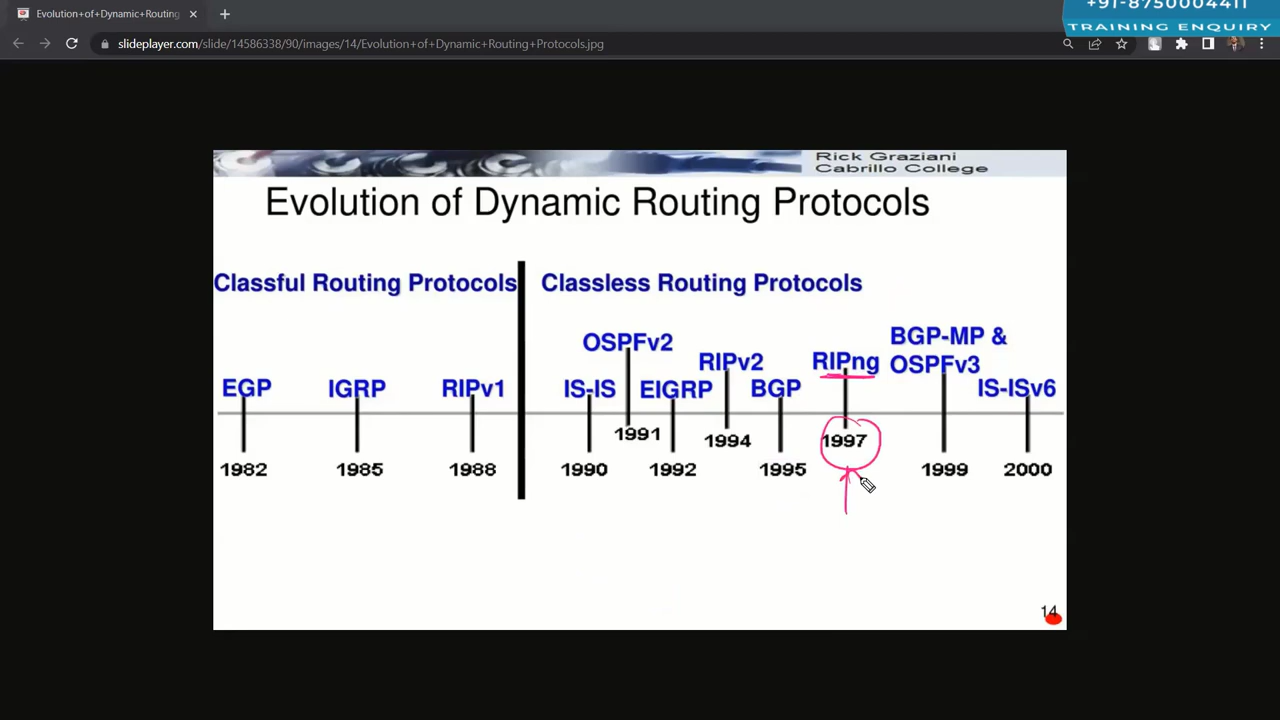 Evolution+of+Dynamic+Routing
+91-8750004411
TRAINING ENQUIRY
slideplayer.com/slide/14586338/90/images/14/Evolution+of+Dynamic+Routing+Protocols.jpg
Rick Graziani
Cabrillo College
Evolution of Dynamic Routing Protocols
Classful Routing Protocols
Classless Routing Protocols
BGP-MP &
OSPFv2
RIPv2
RIPng
OSPFv3
EGP
IGRP
RIPv1
IS-IS
EIGRP
BGP
IS-ISv6
1991
1994
1997
1982
1985
1988
1990
1992
1995
1999
2000
14